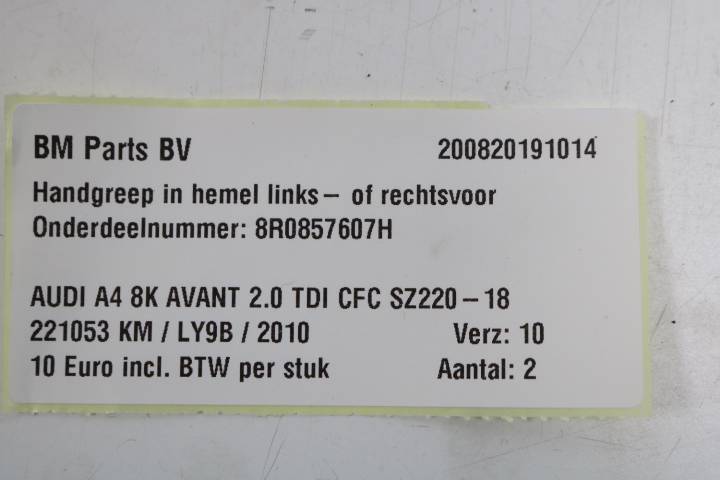 BM Parts BV 200820191014
Handgreep in hemel links- of rechtsvoor
Onderdeelnummer: 8R0857607H
AUDI A4 8K AVANT 2.0 TDI CFC SZ220-18
221053 KM / LY9B / 2010 Verz: 10
10 Euro incl. BTW per stuk Aantal: 2